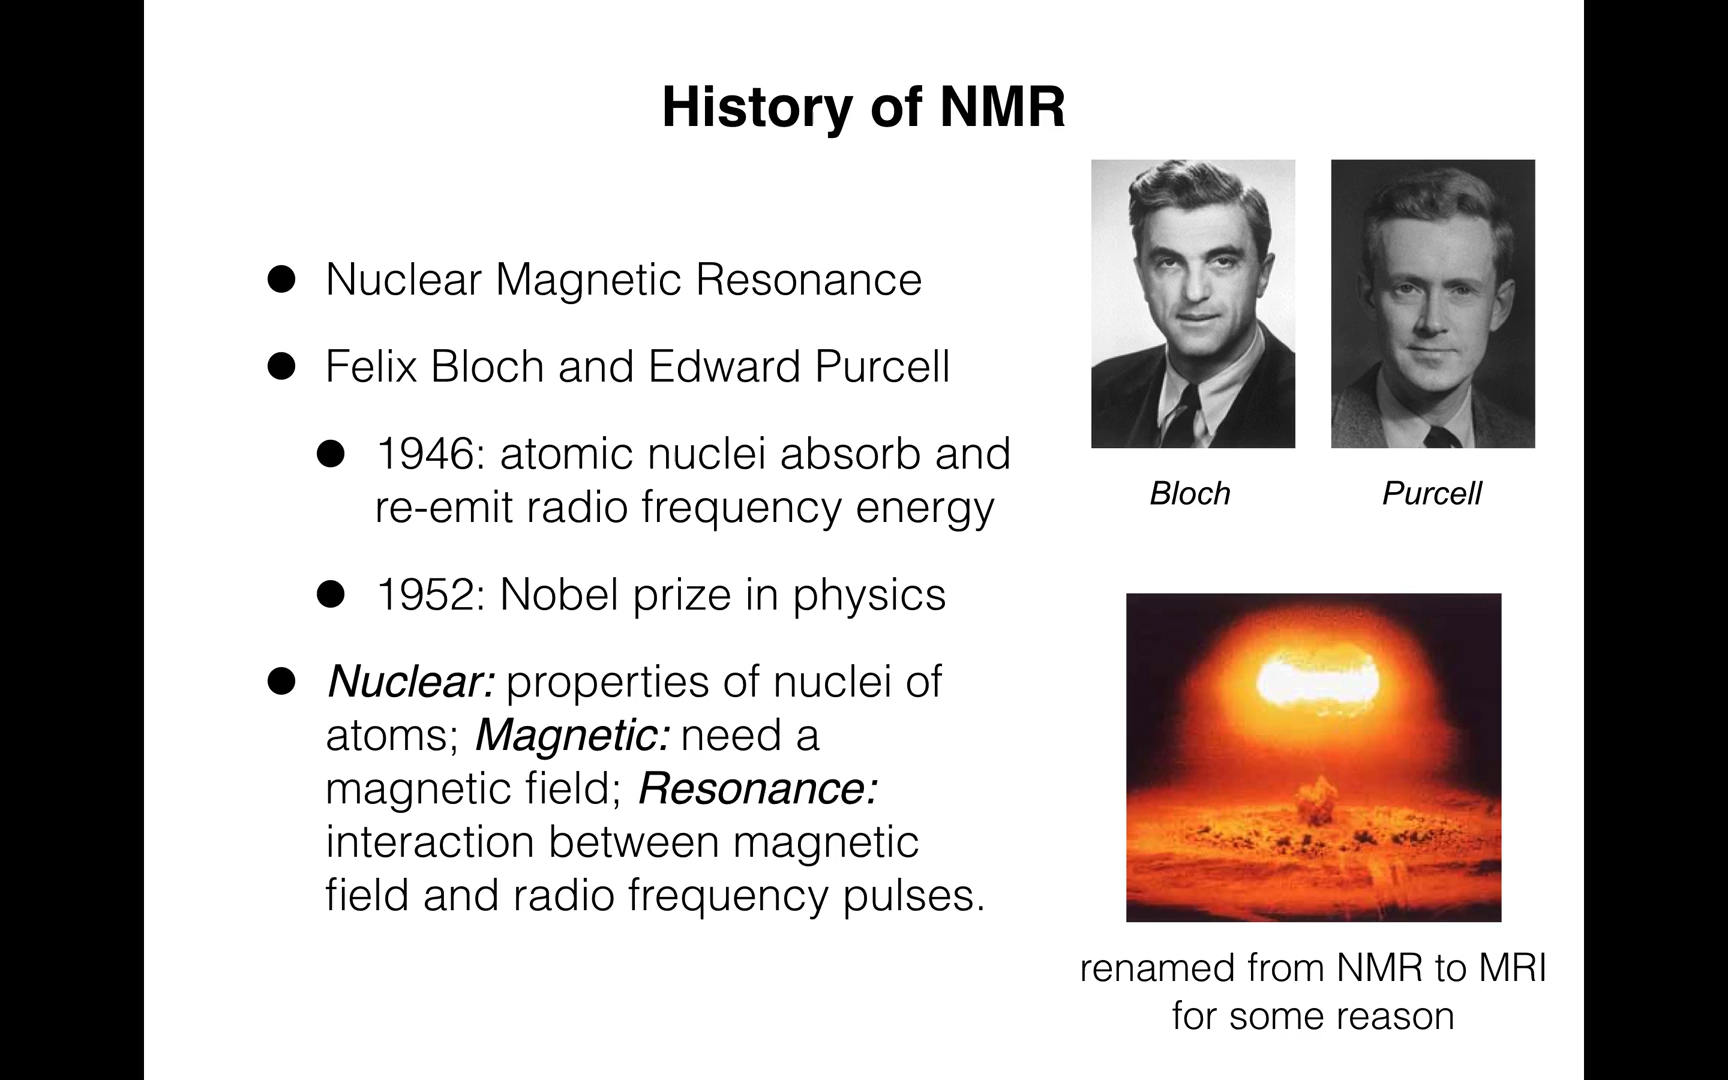 History of NMR
● Nuclear Magnetic Resonance
● Felix Bloch and Edward Purcell
● 1946: atomic nuclei absorb and
re-emit radio frequency energy
● 1952: Nobel prize in physics
● Nuclear: properties of nuclei of
atoms; Magnetic: need a
magnetic field; Resonance:
interaction between magnetic
field and radio frequency pulses.
Bloch
Purcell
renamed from NMR to MRI
for some reason